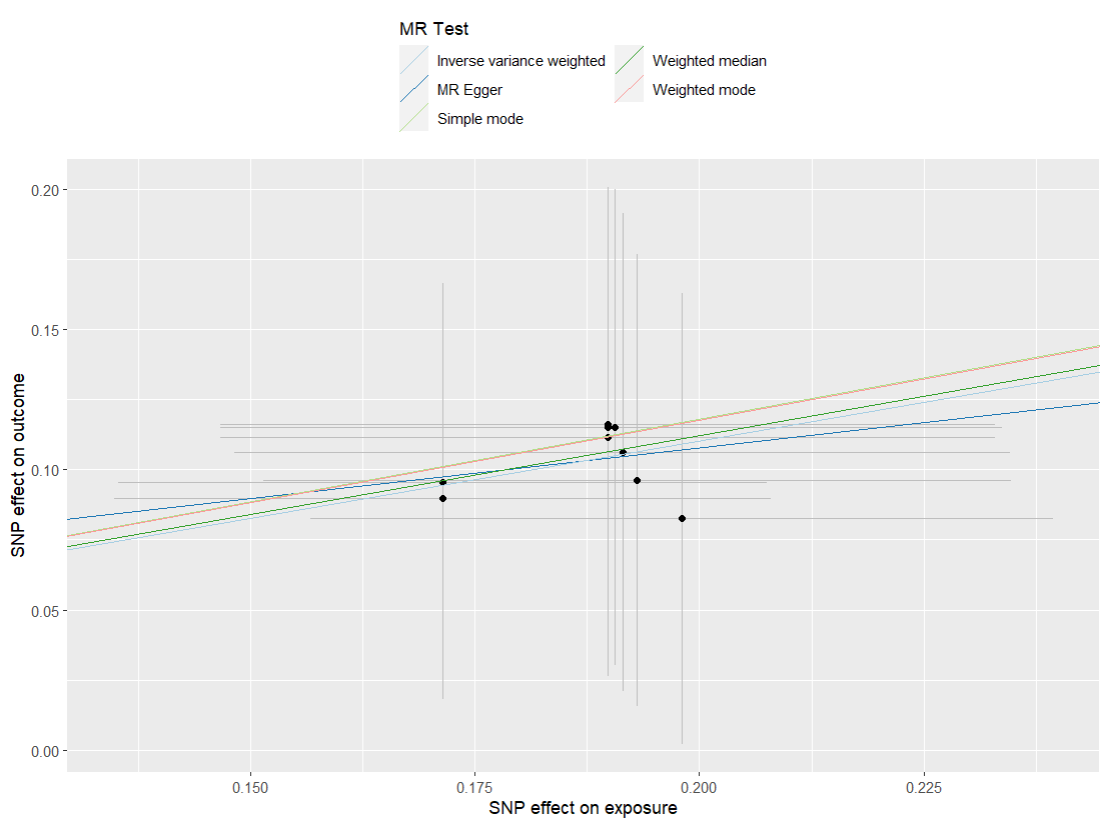 MR Test
Inverse variance weighted
Weighted median
MR Egger
Weighted mode
Simple mode
SNP effect on outcome
0.20
0.15
0.10
0.05
0.00
0.150
0.175
0.200
0.225
SNP effect on exposure